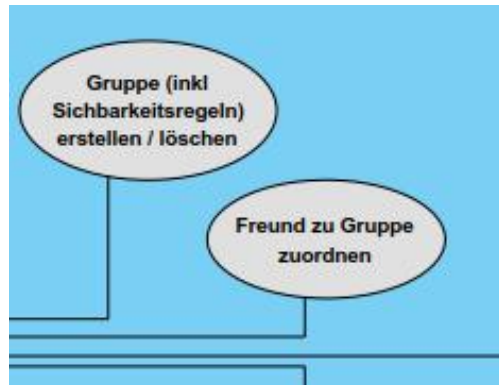 Gruppe (inkl
Sichbarkeitsregeln)
erstellen / löschen
Freund zu Gruppe
zuordnen